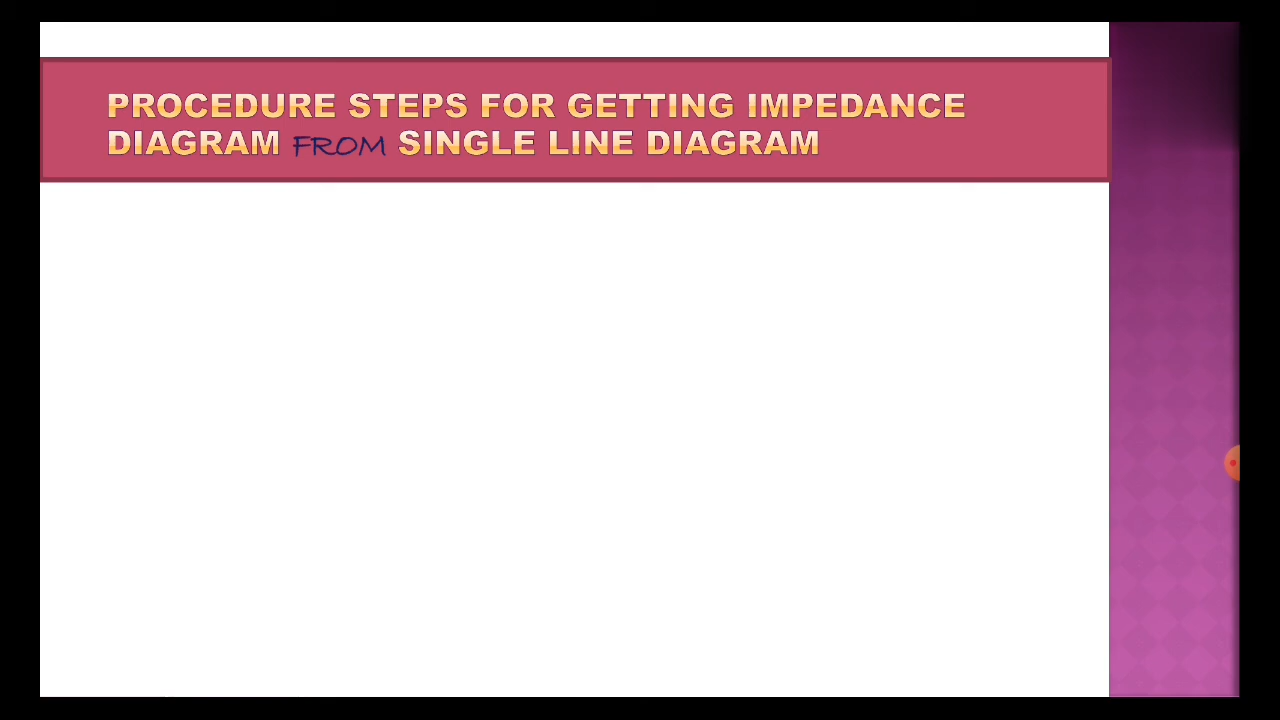 PROCEDURE STEPS FOR GETTING IMPEDANCE
DIAGRAM FROM SINGLE LINE DIAGRAM